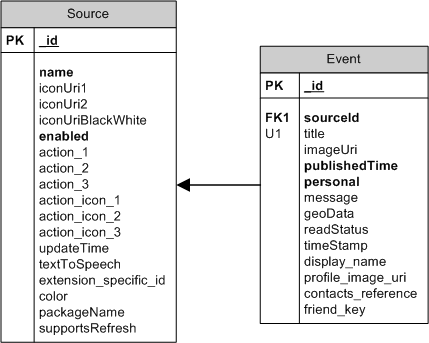 Source
PK _id
name
iconUri1
iconUri2
iconUriBlackWhite
enabled
action_1
action_2
action_3
action_icon_1
action_icon_2
action_icon_3
updateTime
textToSpeech
extension_specific_id
color
packageName
supportsRefresh
Event
PK _id
FK1 sourceId
U1 title
imageUri
publishedTime
personal
message
geoData
readStatus
timeStamp
display_name
profile_image_uri
contacts_reference
friend_key